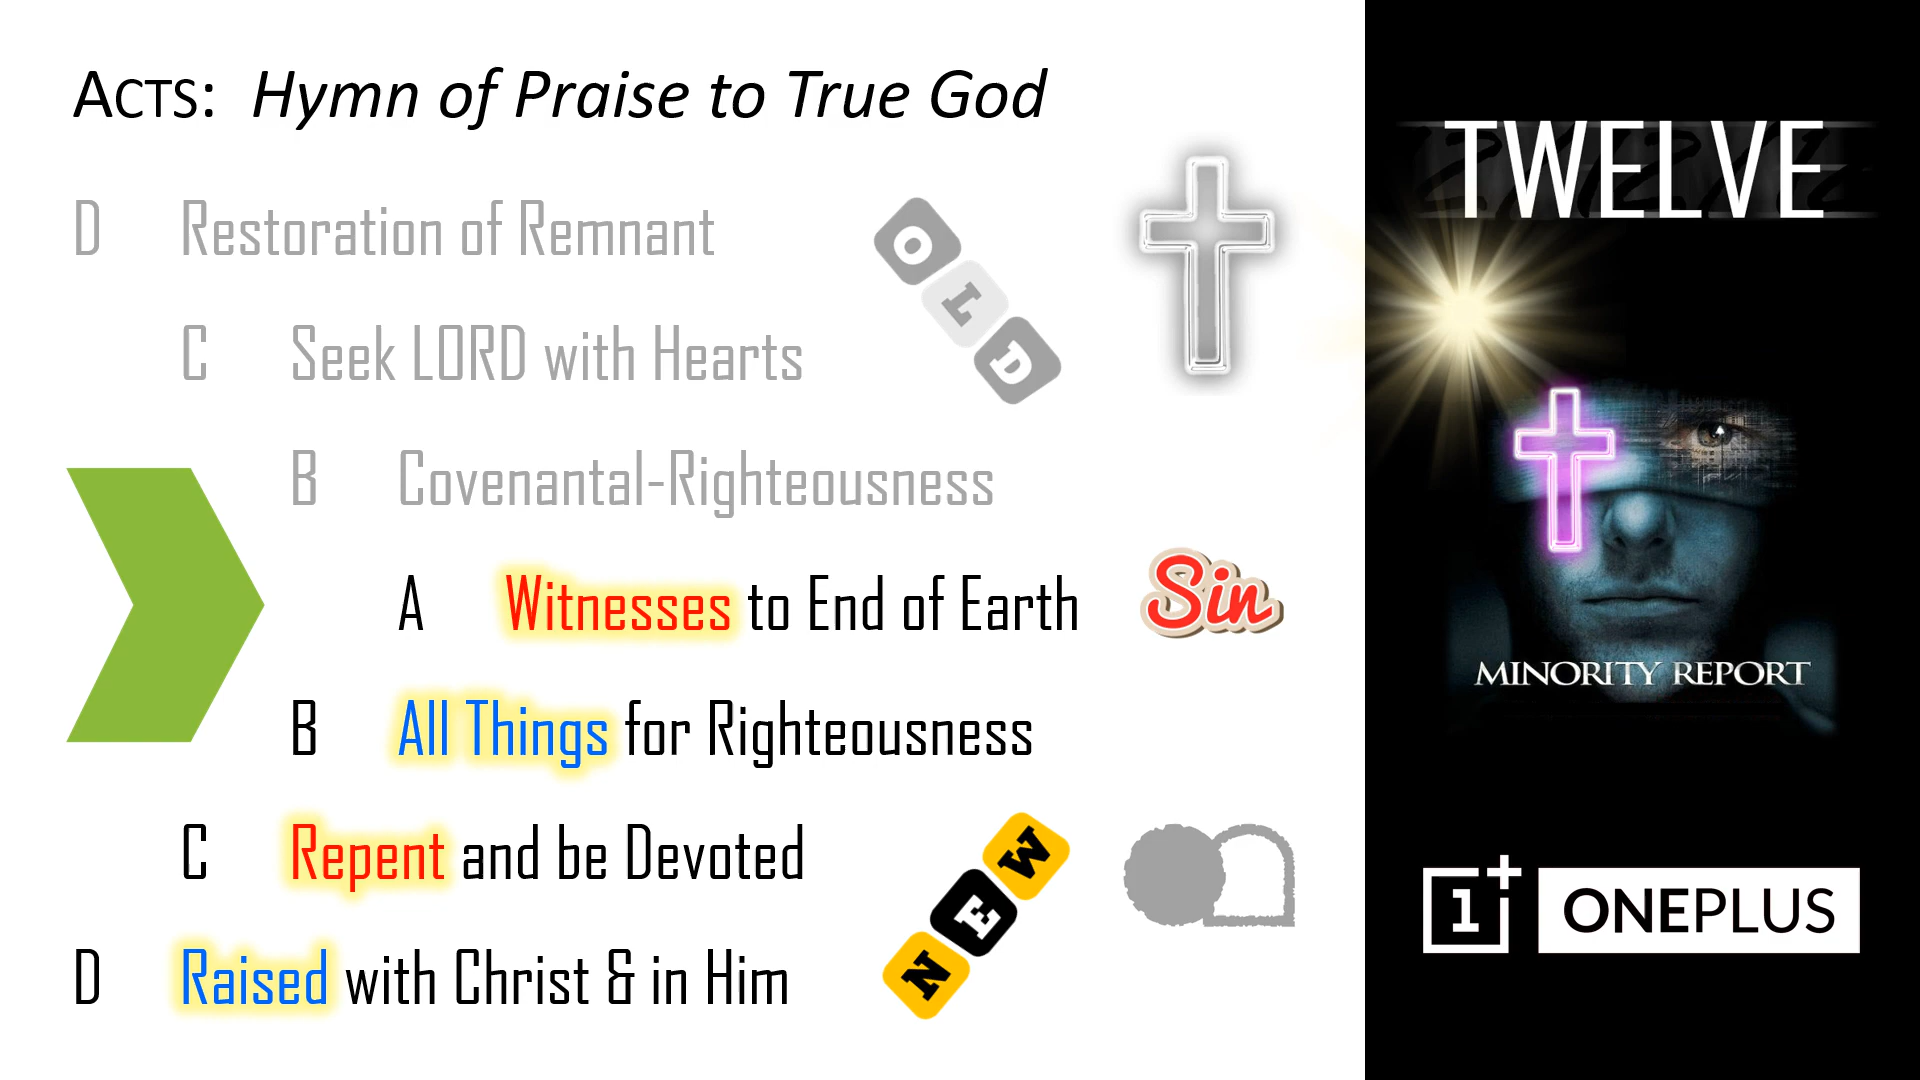 ACTS: Hymn of Praise to True God
D Restoration of Remnant
C Seek LORD with Hearts
B Covenantal-Righteousness
A Witnesses to End of Earth
B All Things for Righteousness
C Repent and be Devoted
D Raised with Christ & in Him
OLD
Sin
NEW
TWELVE
MINORITY REPORT
1+ ONEPLUS